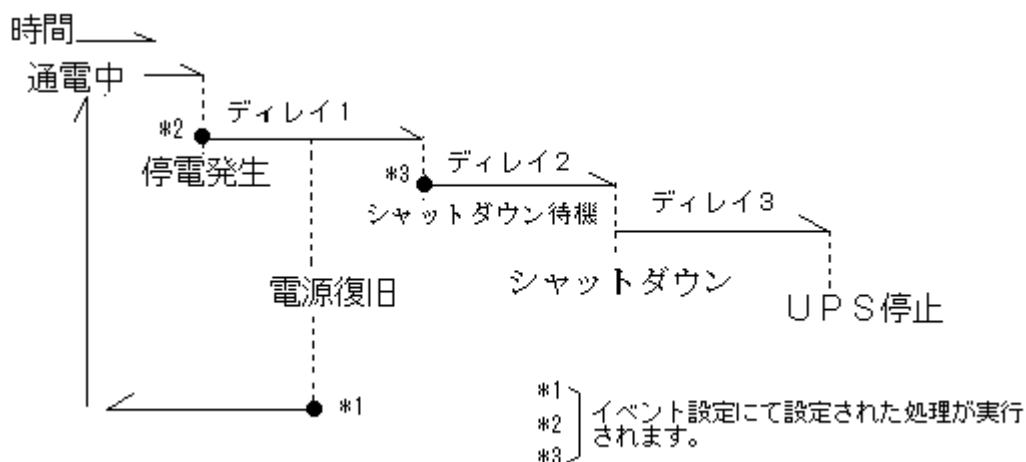 時間
通電中
ディレイ1
*2
停電発生
ディレイ2
*3
シャットダウン待機
ディレイ3
電源復旧
シャットダウン
UPS停止
*1
*1
*2
*3
イベント設定にて設定された処理が実行
されます。